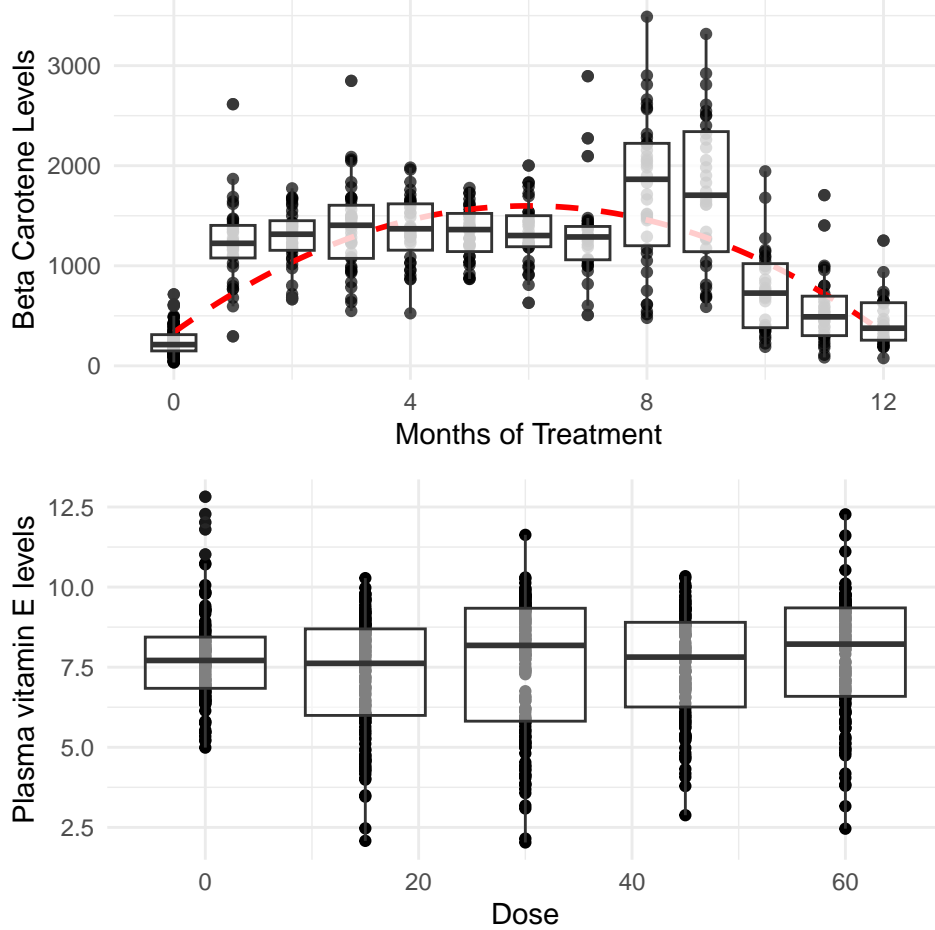 Beta Carotene Levels
3000
2000
1000
0
0 4 8 12
Months of Treatment
Plasma vitamin E levels
12.5
10.0
7.5
5.0
2.5
0 20 40 60
Dose